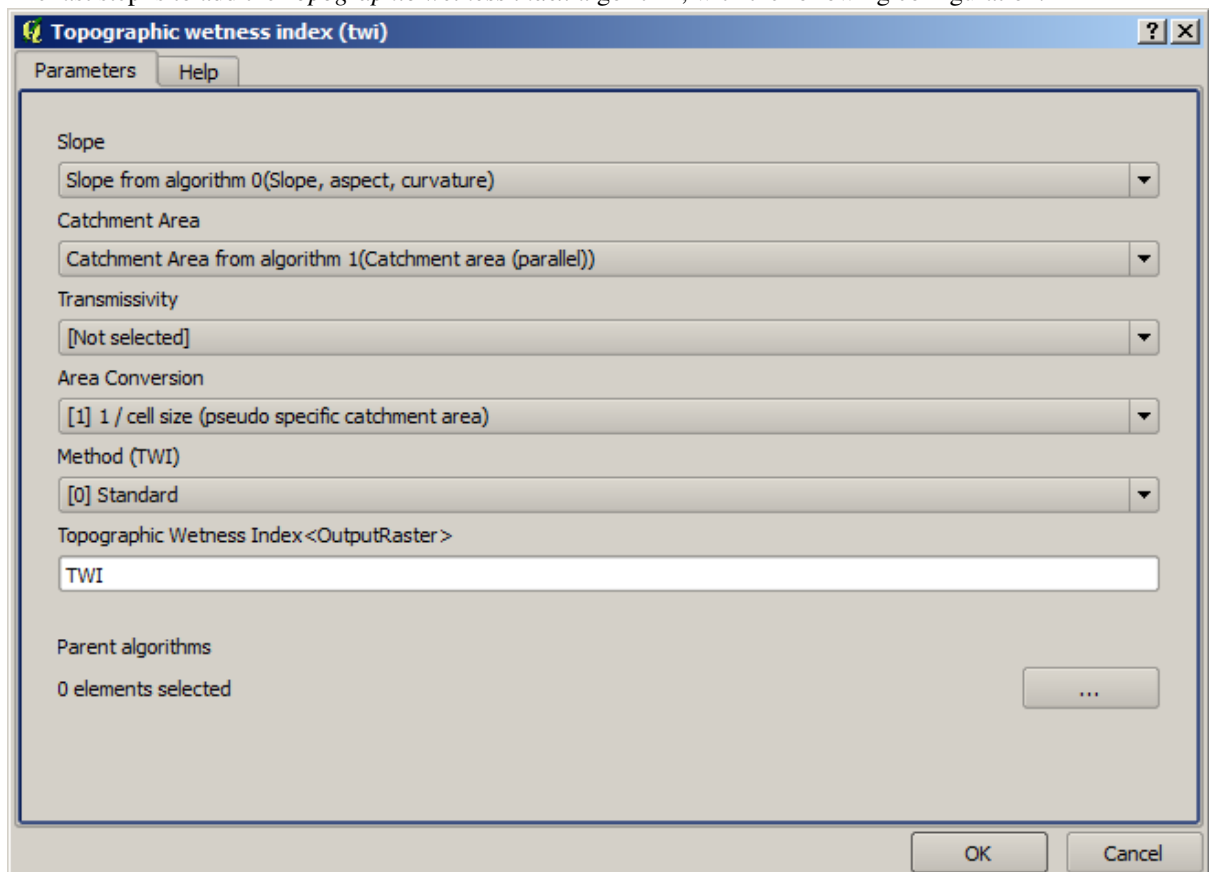 Topographic wetness index (twi)
Parameters Help
Slope
Slope from algorithm 0(Slope, aspect, curvature)
Catchment Area
Catchment Area from algorithm 1(Catchment area (parallel))
Transmissivity
[Not selected]
Area Conversion
[1] 1 / cell size (pseudo specific catchment area)
Method (TWI)
[0] Standard
Topographic Wetness Index<OutputRaster>
TWI
Parent algorithms
0 elements selected ...
OK Cancel